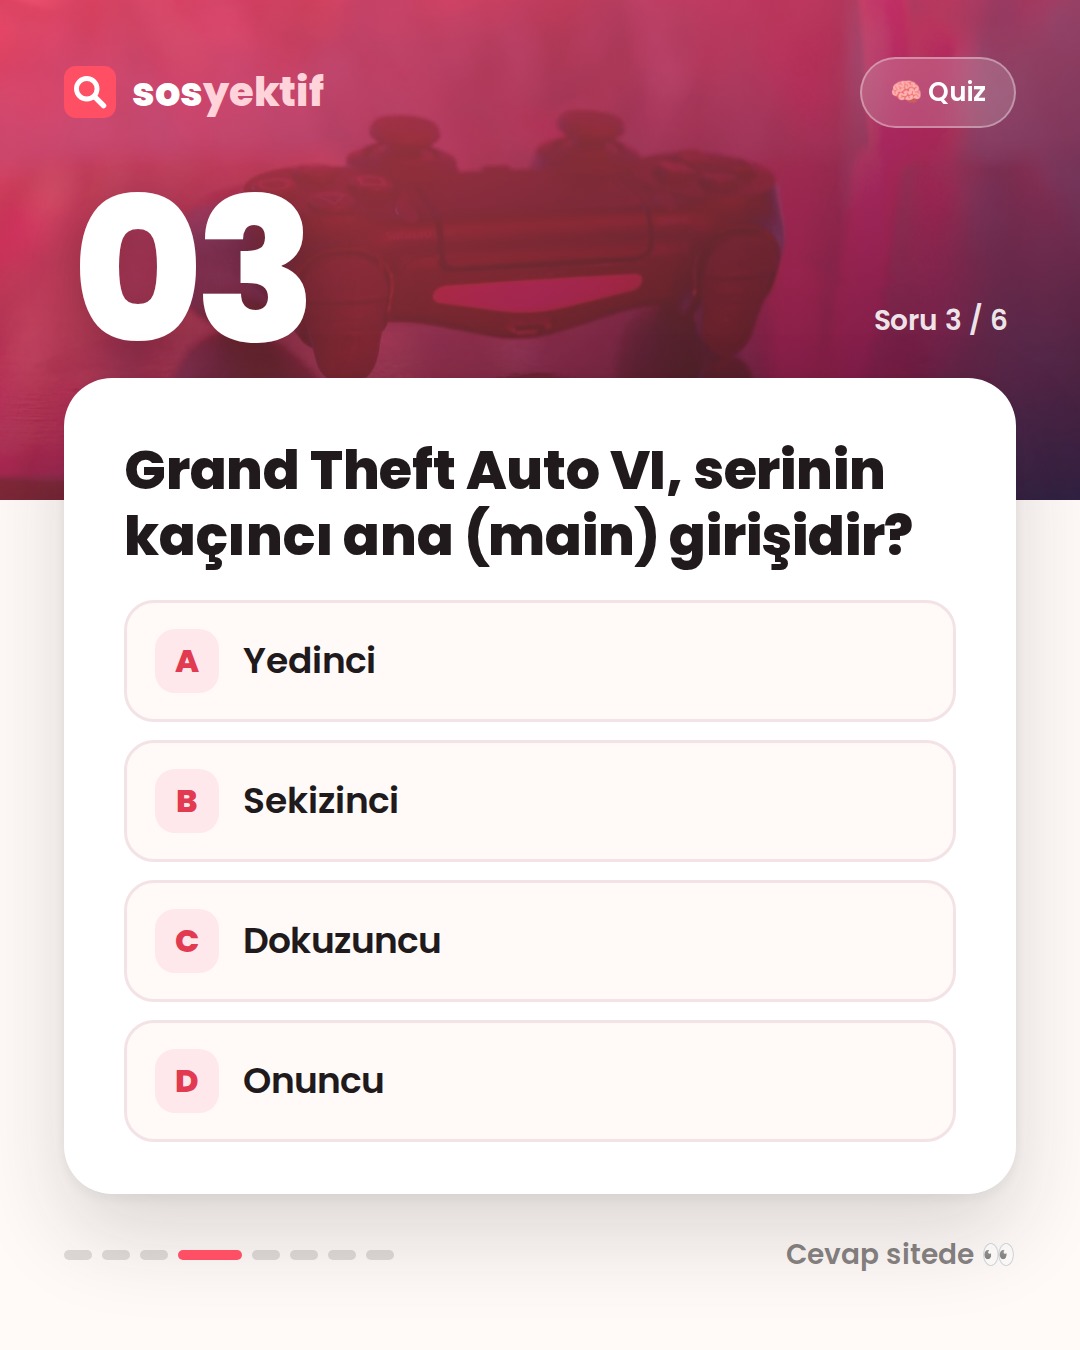 sosyektif
🧠 Quiz
03
Soru 3 / 6
Grand Theft Auto VI, serinin
kaçıncı ana (main) girişidir?
A Yedinci
B Sekizinci
C Dokuzuncu
D Onuncu
Cevap sitede 👀